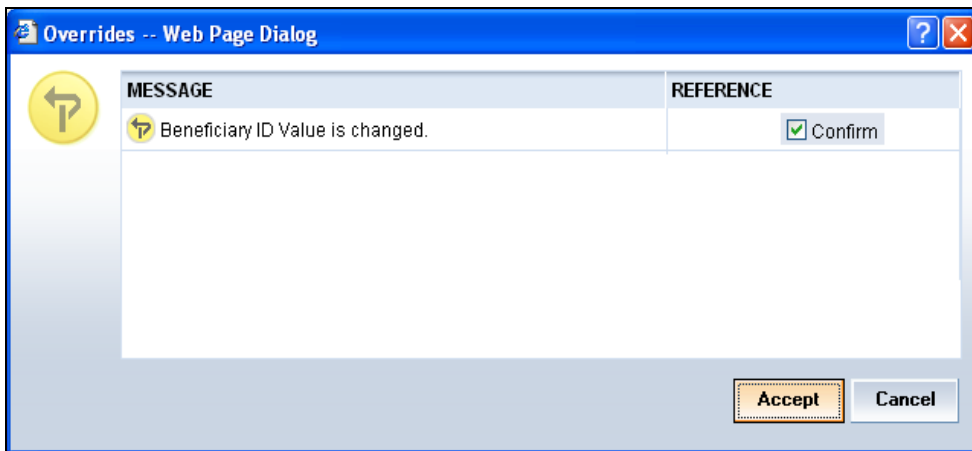 Overrides -- Web Page Dialog
MESSAGE REFERENCE
Beneficiary ID Value is changed. Confirm
Accept Cancel